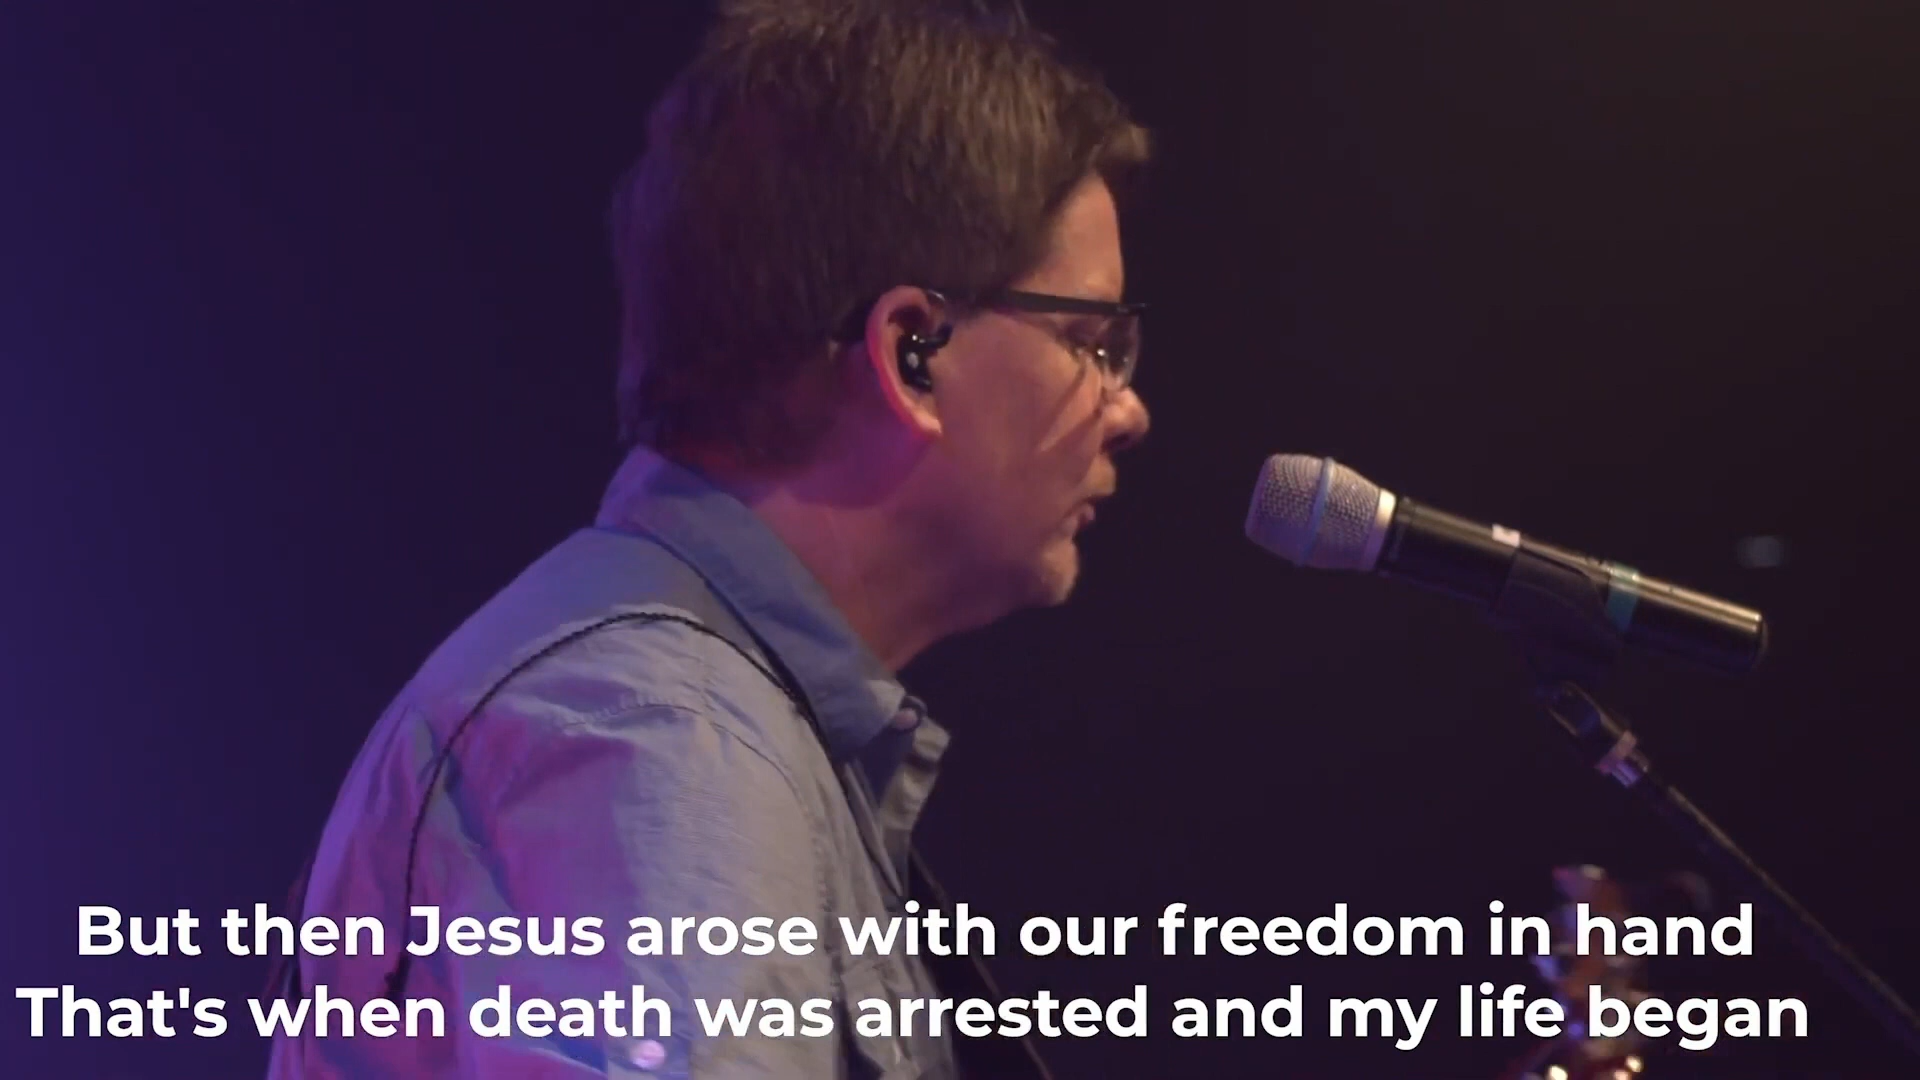 But then Jesus arose with our freedom in hand
That's when death was arrested and my life began